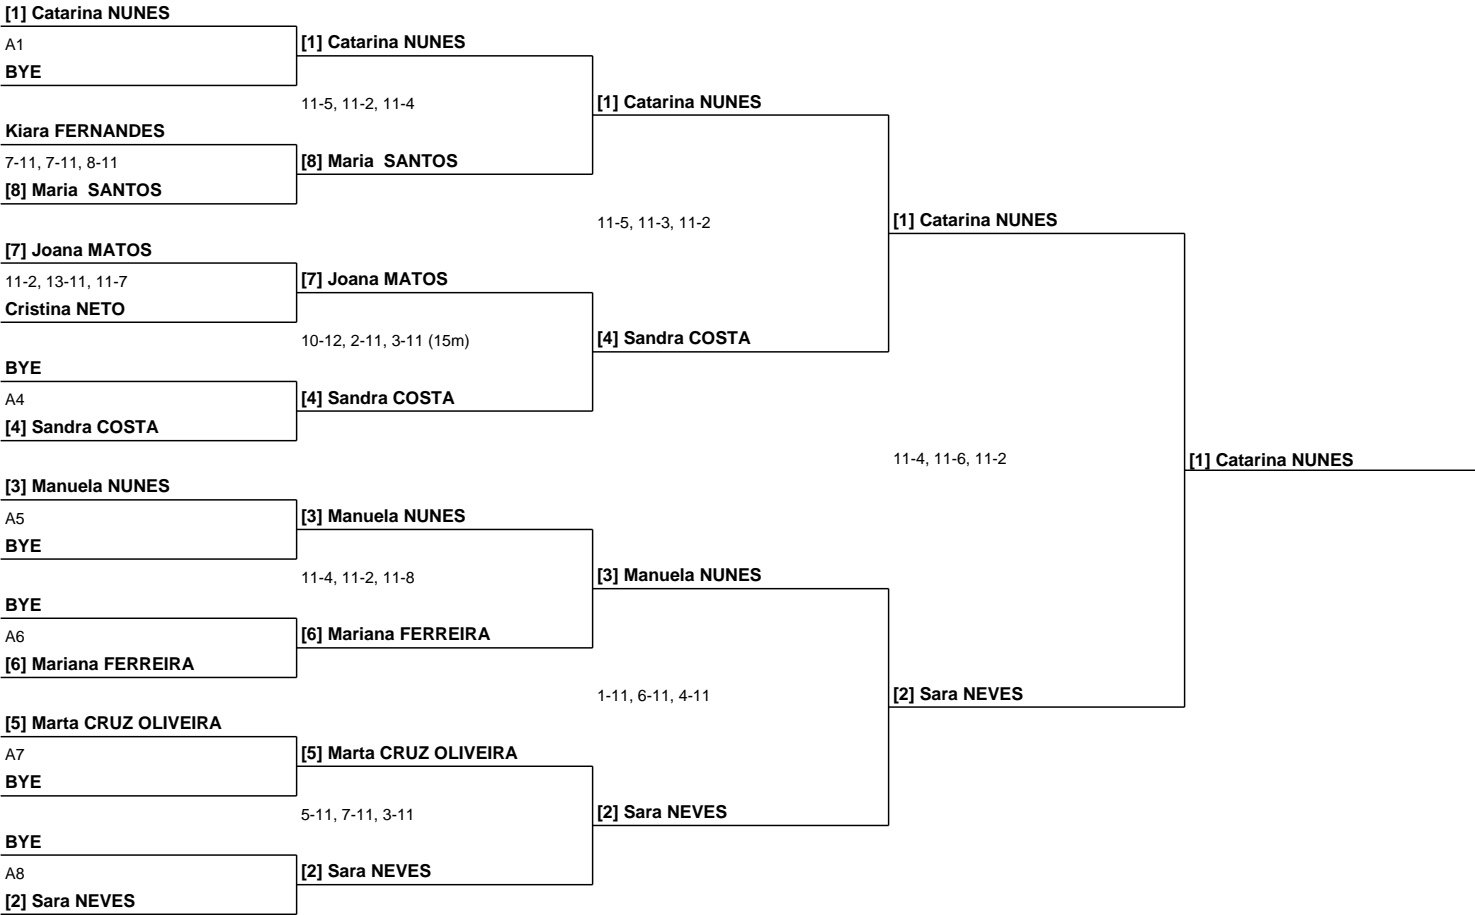 [1] Catarina NUNES
A1
BYE
Kiara FERNANDES
7-11, 7-11, 8-11
[8] Maria  SANTOS
[7] Joana MATOS
11-2, 13-11, 11-7
Cristina NETO
BYE
A4
[4] Sandra COSTA
[3] Manuela NUNES
A5
BYE
BYE
A6
[6] Mariana FERREIRA
[5] Marta CRUZ OLIVEIRA
A7
BYE
BYE
A8
[2] Sara NEVES
[1] Catarina NUNES
11-5, 11-2, 11-4
[8] Maria  SANTOS
[7] Joana MATOS
10-12, 2-11, 3-11 (15m)
[4] Sandra COSTA
[3] Manuela NUNES
11-4, 11-2, 11-8
[6] Mariana FERREIRA
[5] Marta CRUZ OLIVEIRA
5-11, 7-11, 3-11
[2] Sara NEVES
[1] Catarina NUNES
11-5, 11-3, 11-2
[4] Sandra COSTA
[3] Manuela NUNES
1-11, 6-11, 4-11
[2] Sara NEVES
[1] Catarina NUNES
11-4, 11-6, 11-2
[2] Sara NEVES
[1] Catarina NUNES